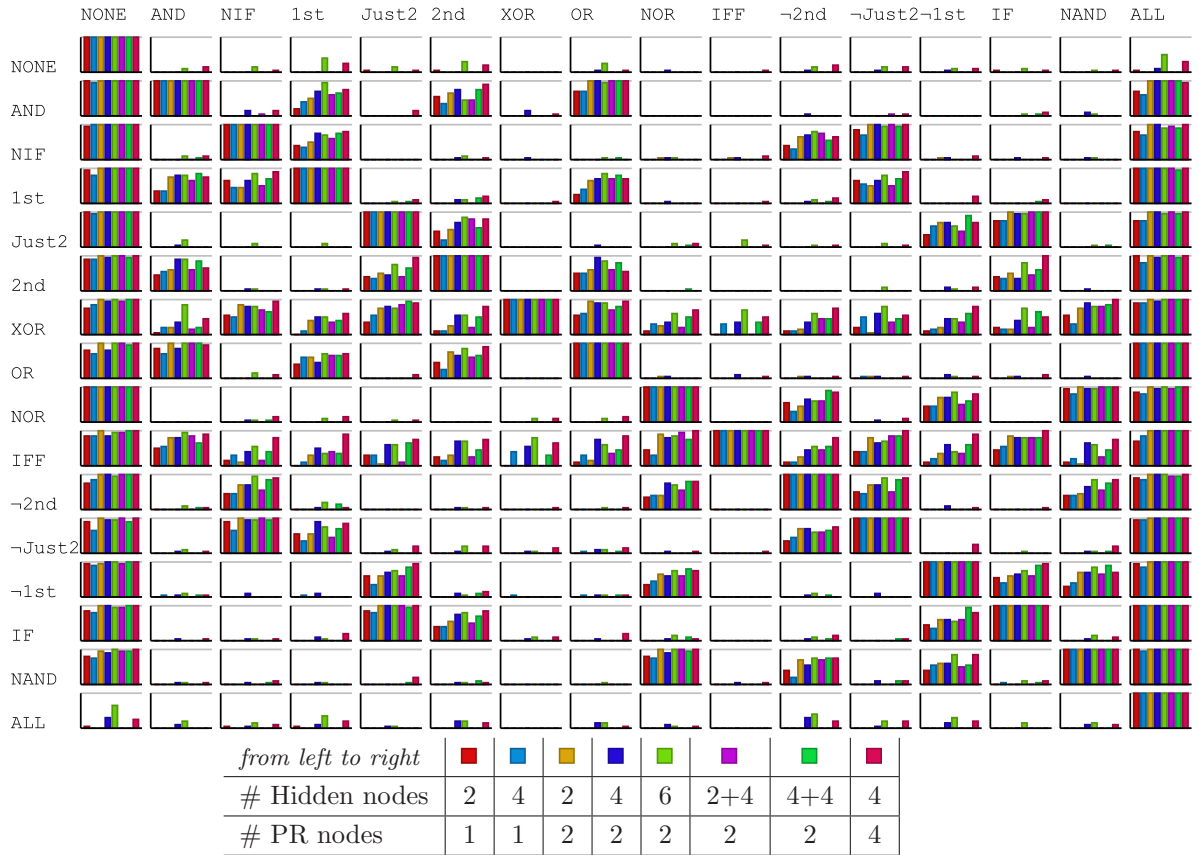 NONE AND NIF 1st Just2 2nd XOR OR NOR IFF ¬2nd ¬Just2 ¬1st IF NAND ALL
NONE
AND
NIF
1st
Just2
2nd
XOR
OR
NOR
IFF
¬2nd
¬Just2
¬1st
IF
NAND
ALL
from left to right
# Hidden nodes 2 4 2 4 6 2+4 4+4 4
# PR nodes 1 1 2 2 2 2 2 4